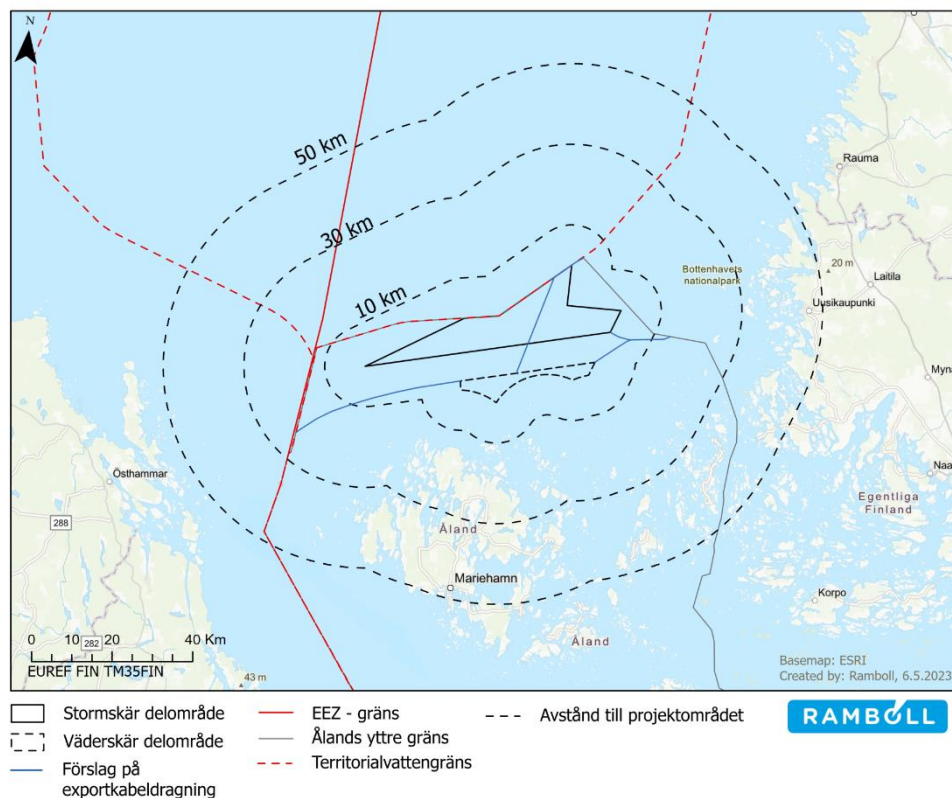 N
50 km
30 km
10 km
Rauma
Bottenhavets
nationalpark
20 m
Laitila
Uusikaupunki
Östhammar
288
282
43 m
Åland
Mariehamn
Åland
Myna
Naa
Egentliga
Finland
Korpo
0 10 20 40 Km
EUREF FIN TM35FIN
Basemap: ESRI
Created by: Ramboll, 6.5.2023
Stormskär delområde
Väderskär delområde
Förslag på
exportkabeldragning
EEZ - gräns
Ålands yttre gräns
Territorialvattengräns
Avstånd till projektområdet
RAMBOLL